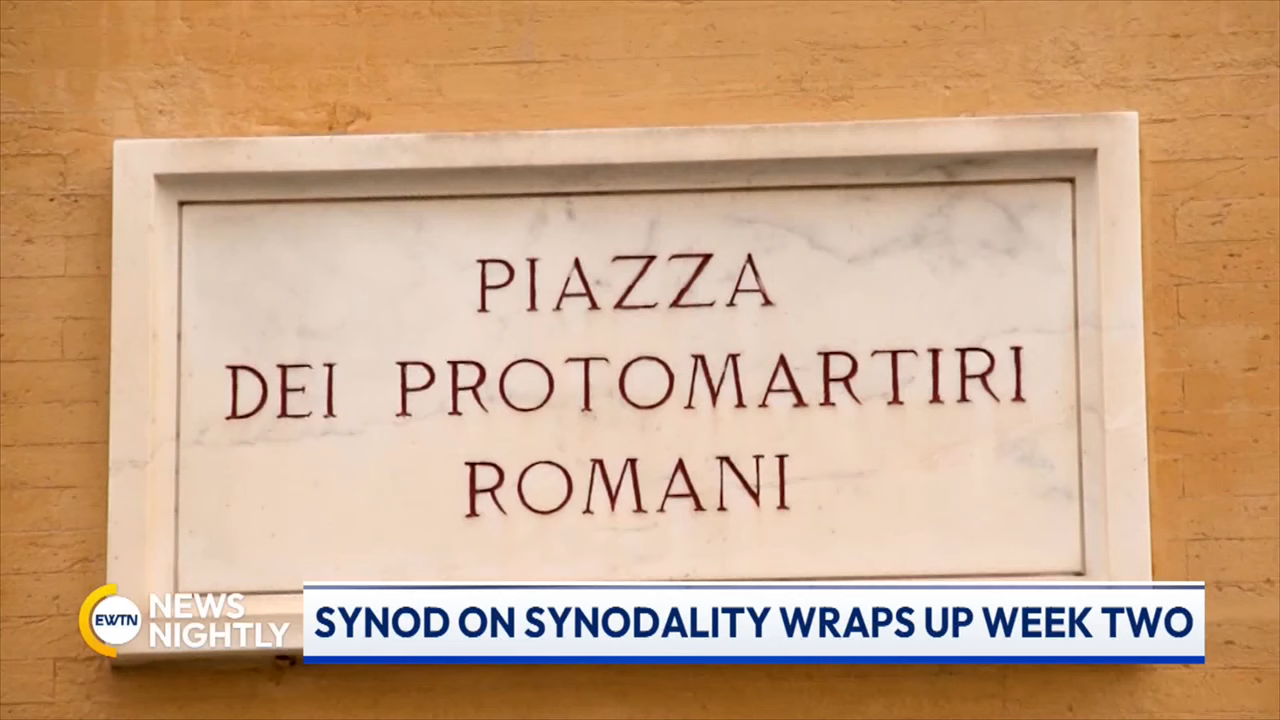 PIAZZA
DEI PROTOMARTIRI
ROMANI
EWTN
NEWS
NIGHTLY
SYNOD ON SYNODALITY WRAPS UP WEEK TWO